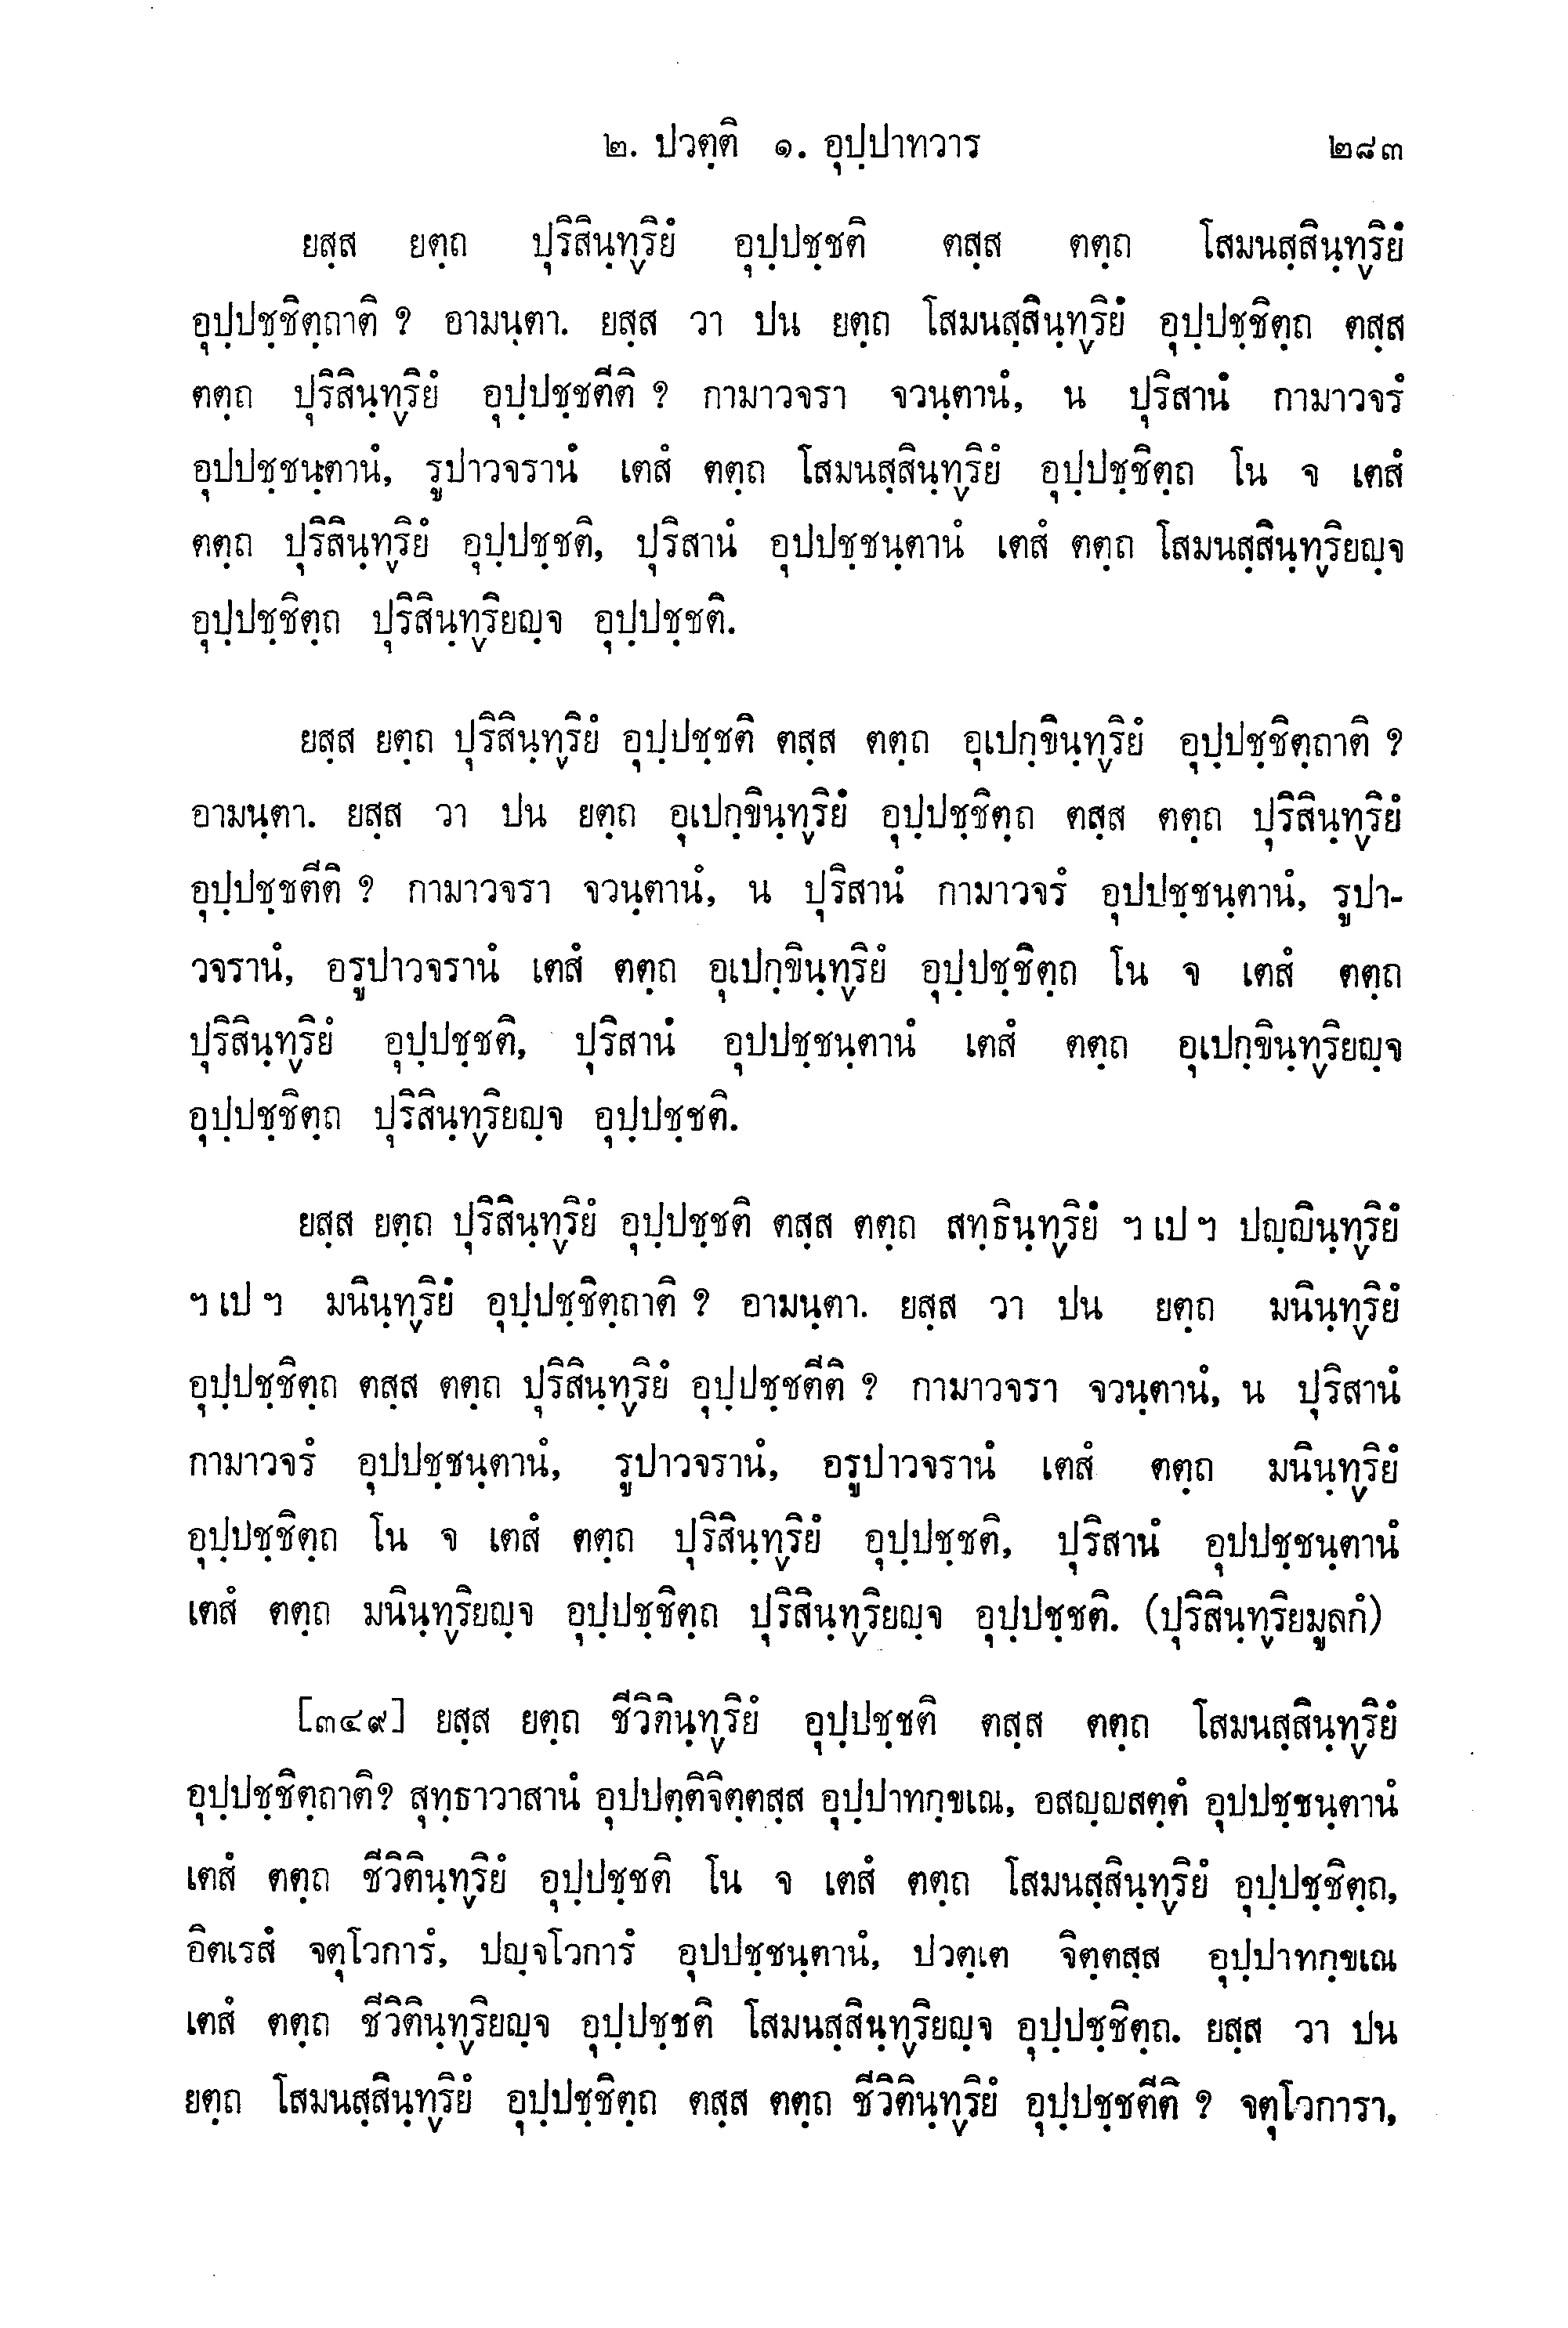 ๒. ปวตฺติ ๑. อุปฺปาทวาร ๒๘๓
ยสฺส ยตฺถ ปุริสินฺทฺริยํ อุปฺปชฺชติ ตสฺส ตตฺถ โสมนสฺสินฺทฺริยํ
อุปฺปชฺชิตฺถาติ ? อามนฺตา. ยสฺส วา ปน ยตฺถ โสมนสฺสินฺทฺริยํ อุปฺปชฺชิตฺถ ตสฺส
ตตฺถ ปุริสินฺทฺริยํ อุปฺปชฺชตีติ ? กามาวจรา จวนฺตานํ, น ปุริสานํ กามาวจรํ
อุปปชฺชนฺตานํ, รูปาวจรานํ เตสํ ตตฺถ โสมนสฺสินฺทฺริยํ อุปฺปชฺชิตฺถ โน จ เตสํ
ตตฺถ ปุริสินฺทฺริยํ อุปฺปชฺชติ, ปุริสานํ อุปปชฺชนฺตานํ เตสํ ตตฺถ โสมนสฺสินฺทฺริยญฺจ
อุปฺปชฺชิตฺถ ปุริสินฺทฺริยญฺจ อุปฺปชฺชติ.
ยสฺส ยตฺถ ปุริสินฺทฺริยํ อุปฺปชฺชติ ตสฺส ตตฺถ อุเปกฺขินฺทฺริยํ อุปฺปชฺชิตฺถาติ ?
อามนฺตา. ยสฺส วา ปน ยตฺถ อุเปกฺขินฺทฺริยํ อุปฺปชฺชิตฺถ ตสฺส ตตฺถ ปุริสินฺทฺริยํ
อุปฺปชฺชตีติ ? กามาวจรา จวนฺตานํ, น ปุริสานํ กามาวจรํ อุปปชฺชนฺตานํ, รูปา-
วจรานํ, อรูปาวจรานํ เตสํ ตตฺถ อุเปกฺขินฺทฺริยํ อุปฺปชฺชิตฺถ โน จ เตสํ ตตฺถ
ปุริสินฺทฺริยํ อุปฺปชฺชติ, ปุริสานํ อุปปชฺชนฺตานํ เตสํ ตตฺถ อุเปกฺขินฺทฺริยญฺจ
อุปฺปชฺชิตฺถ ปุริสินฺทฺริยญฺจ อุปฺปชฺชติ.
ยสฺส ยตฺถ ปุริสินฺทฺริยํ อุปฺปชฺชติ ตสฺส ตตฺถ สทฺธินฺทฺริยํ ฯ เป ฯ ปญฺญินฺทฺริยํ
ฯ เป ฯ มนินฺทฺริยํ อุปฺปชฺชิตฺถาติ ? อามนฺตา. ยสฺส วา ปน ยตฺถ มนินฺทฺริยํ
อุปฺปชฺชิตฺถ ตสฺส ตตฺถ ปุริสินฺทฺริยํ อุปฺปชฺชตีติ ? กามาวจรา จวนฺตานํ, น ปุริสานํ
กามาวจรํ อุปปชฺชนฺตานํ, รูปาวจรานํ, อรูปาวจรานํ เตสํ ตตฺถ มนินฺทฺริยํ
อุปฺปชฺชิตฺถ โน จ เตสํ ตตฺถ ปุริสินฺทฺริยํ อุปฺปชฺชติ, ปุริสานํ อุปปชฺชนฺตานํ
เตสํ ตตฺถ มนินฺทฺริยญฺจ อุปฺปชฺชิตฺถ ปุริสินฺทฺริยญฺจ อุปฺปชฺชติ. (ปุริสินฺทฺริยมูลกํ)
[๓๔๙] ยสฺส ยตฺถ ชีวิตินฺทฺริยํ อุปฺปชฺชติ ตสฺส ตตฺถ โสมนสฺสินฺทฺริยํ
อุปฺปชฺชิตฺถาติ? สุทฺธาวาสานํ อุปปตฺติจิตฺตสฺส อุปฺปาทกฺขเณ, อสญฺญสตฺตํ อุปปชฺชนฺตานํ
เตสํ ตตฺถ ชีวิตินฺทฺริยํ อุปฺปชฺชติ โน จ เตสํ ตตฺถ โสมนสฺสินฺทฺริยํ อุปฺปชฺชิตฺถ,
อิตเรสํ จตุโวการํ, ปญฺจโวการํ อุปปชฺชนฺตานํ, ปวตฺเต จิตฺตสฺส อุปฺปาทกฺขเณ
เตสํ ตตฺถ ชีวิตินฺทฺริยญฺจ อุปฺปชฺชติ โสมนสฺสินฺทฺริยญฺจ อุปฺปชฺชิตฺถ. ยสฺส วา ปน
ยตฺถ โสมนสฺสินฺทฺริยํ อุปฺปชฺชิตฺถ ตสฺส ตตฺถ ชีวิตินฺทฺริยํ อุปฺปชฺชตีติ ? จตุโวการา,